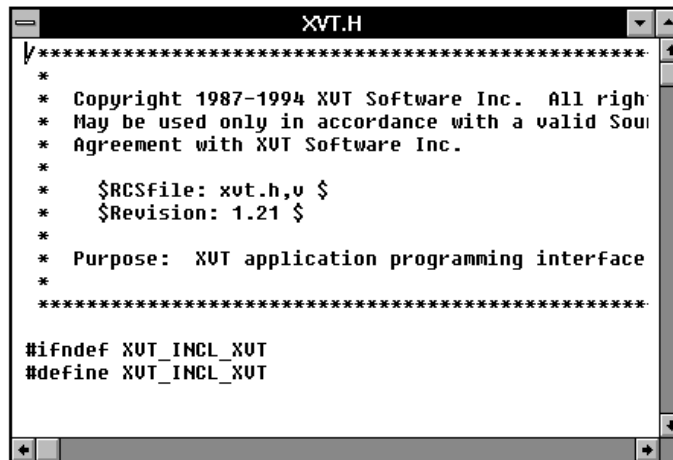 XVT.H
/**************************************************
*
* Copyright 1987-1994 XVT Software Inc. All righ
* May be used only in accordance with a valid Sou
* Agreement with XVT Software Inc.
*
* $RCSfile: xvt.h,v $
* $Revision: 1.21 $
*
* Purpose: XVT application programming interface
*
**************************************************
#ifndef XVT_INCL_XVT
#define XVT_INCL_XVT